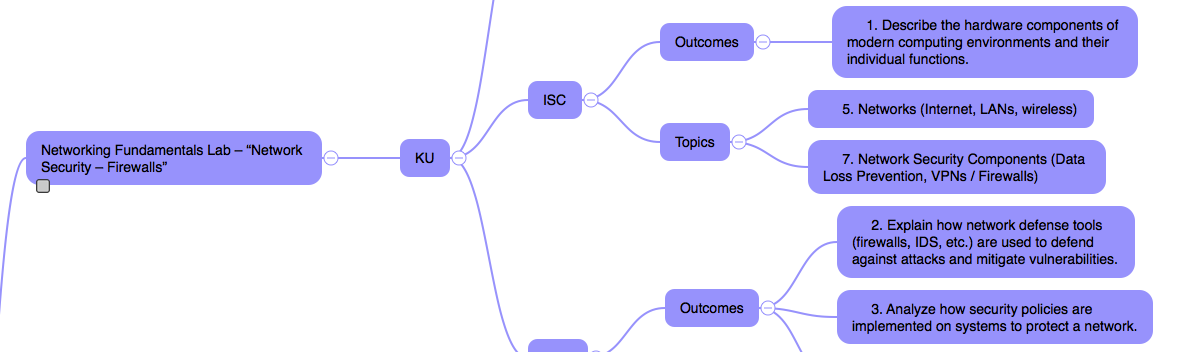 Networking Fundamentals Lab – “Network
Security – Firewalls”
KU
ISC
Outcomes
1. Describe the hardware components of
modern computing environments and their
individual functions.
Topics
5. Networks (Internet, LANs, wireless)
7. Network Security Components (Data
Loss Prevention, VPNs / Firewalls)
Outcomes
2. Explain how network defense tools
(firewalls, IDS, etc.) are used to defend
against attacks and mitigate vulnerabilities.
3. Analyze how security policies are
implemented on systems to protect a network.